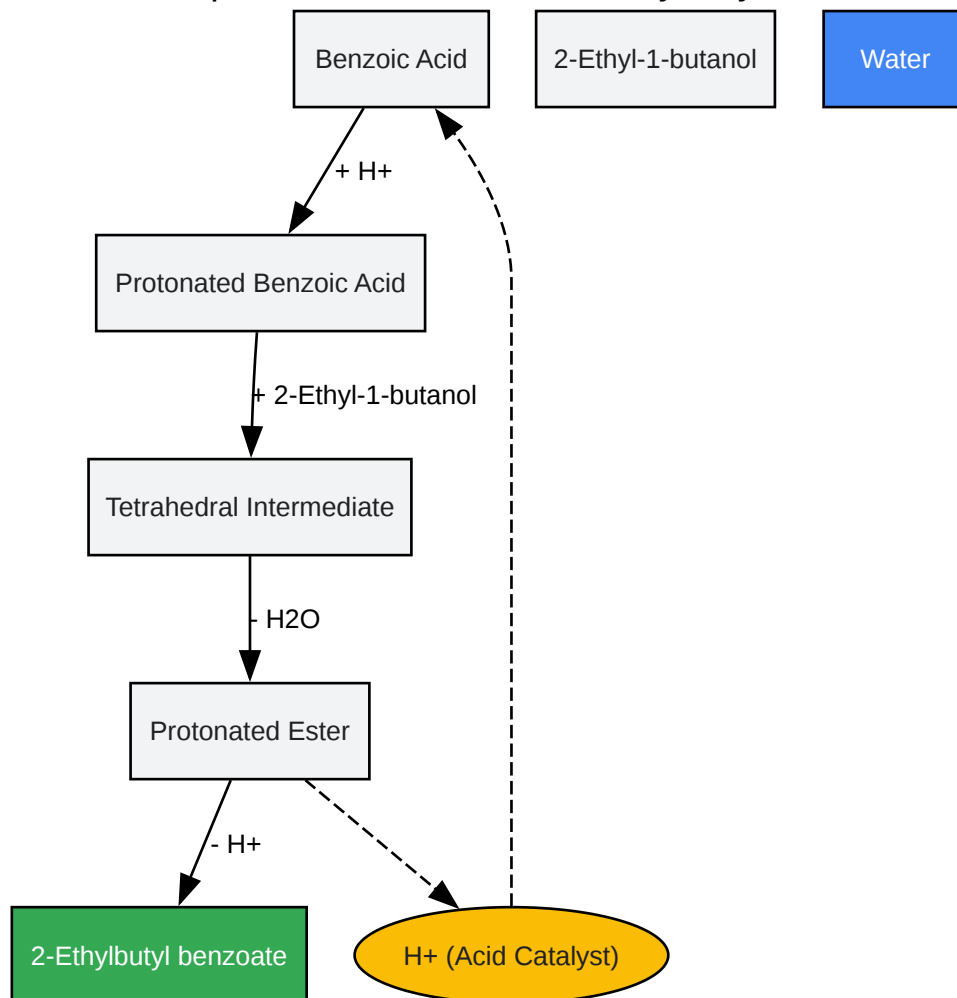 Benzoic Acid
2-Ethyl-1-butanol
Water
+ H+
Protonated Benzoic Acid
+ 2-Ethyl-1-butanol
Tetrahedral Intermediate
- H2O
Protonated Ester
- H+
2-Ethylbutyl benzoate
H+ (Acid Catalyst)